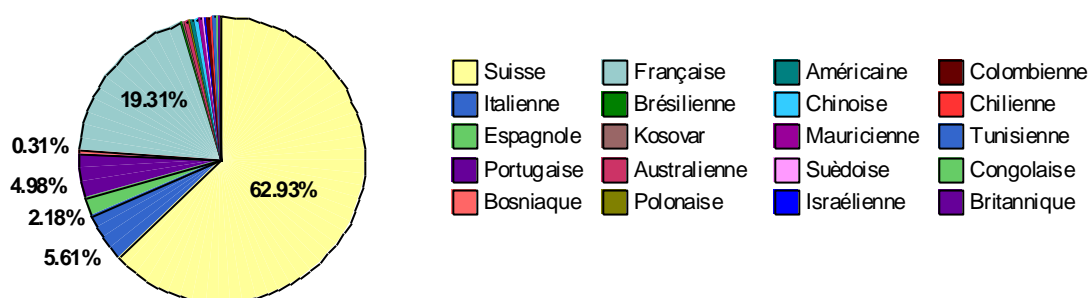 19.31%
0.31%
4.98%
2.18%
5.61%
62.93%
Suisse Française Américaine Colombienne
Italienne Brésilienne Chinoise Chilienne
Espagnole Kosovar Mauricienne Tunisienne
Portugaise Australienne Suèdoise Congolaise
Bosniaque Polonaise Israélienne Britannique